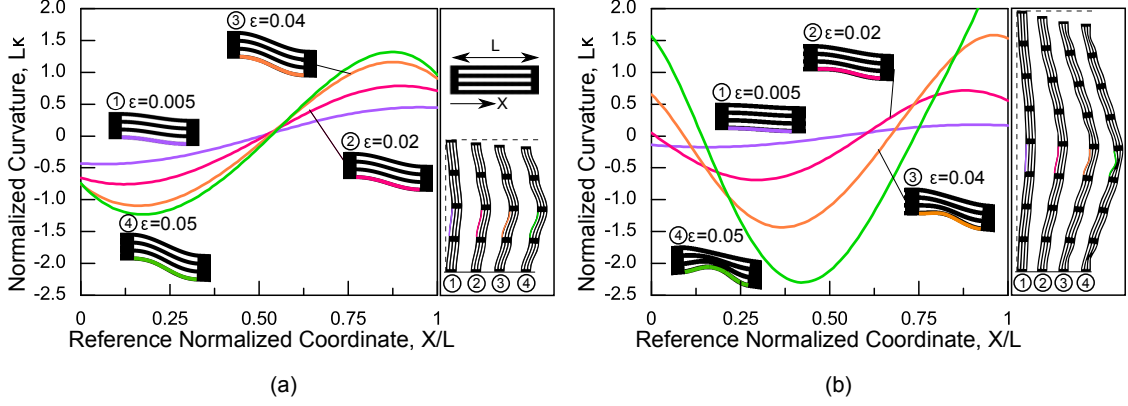 Normalized Curvature, Lκ
2.0
1.5
1.0
0.5
0
-0.5
-1.0
-1.5
-2.0
-2.5
③ ε=0.04
① ε=0.005
② ε=0.02
④ ε=0.05
0 0.25 0.50 0.75 1
Reference Normalized Coordinate, X/L
L
X
① ② ③ ④
(a)
Normalized Curvature, Lκ
2.0
1.5
1.0
0.5
0
-0.5
-1.0
-1.5
-2.0
-2.5
② ε=0.02
① ε=0.005
③ ε=0.04
④ ε=0.05
0 0.25 0.50 0.75 1
Reference Normalized Coordinate, X/L
① ② ③ ④
(b)